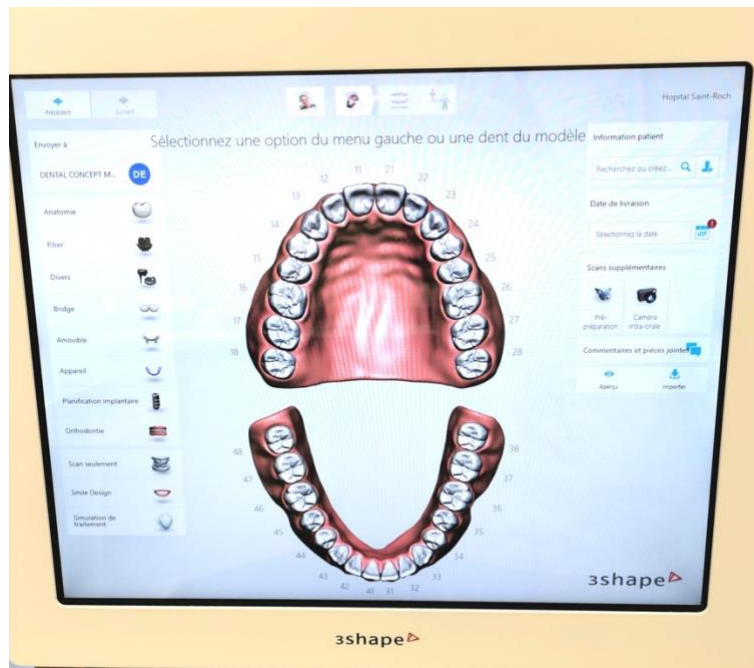 Précédent
Suivant
Hopital Saint-Roch
Envoyer à
Sélectionnez une option du menu gauche ou une dent du modèle
Information patient
DENTAL CONCEPT M...
DE
Recherchez ou créez ...
Anatomie
Date de livraison
Pilier
Sélectionnez la date
Divers
Scans supplémentaires
Bridge
Pré-
préparation
Caméra
intra-orale
Amovible
Commentaires et pièces jointes
Appareil
Aperçu
Importer
Planification implantaire
Orthodontie
Scan seulement
Smile Design
Simulation de
traitement
11
21
12
22
13
23
14
24
15
25
16
26
17
27
18
28
48
38
47
37
46
36
45
35
44
34
43
42
41
31
32
33
3shape
3shape